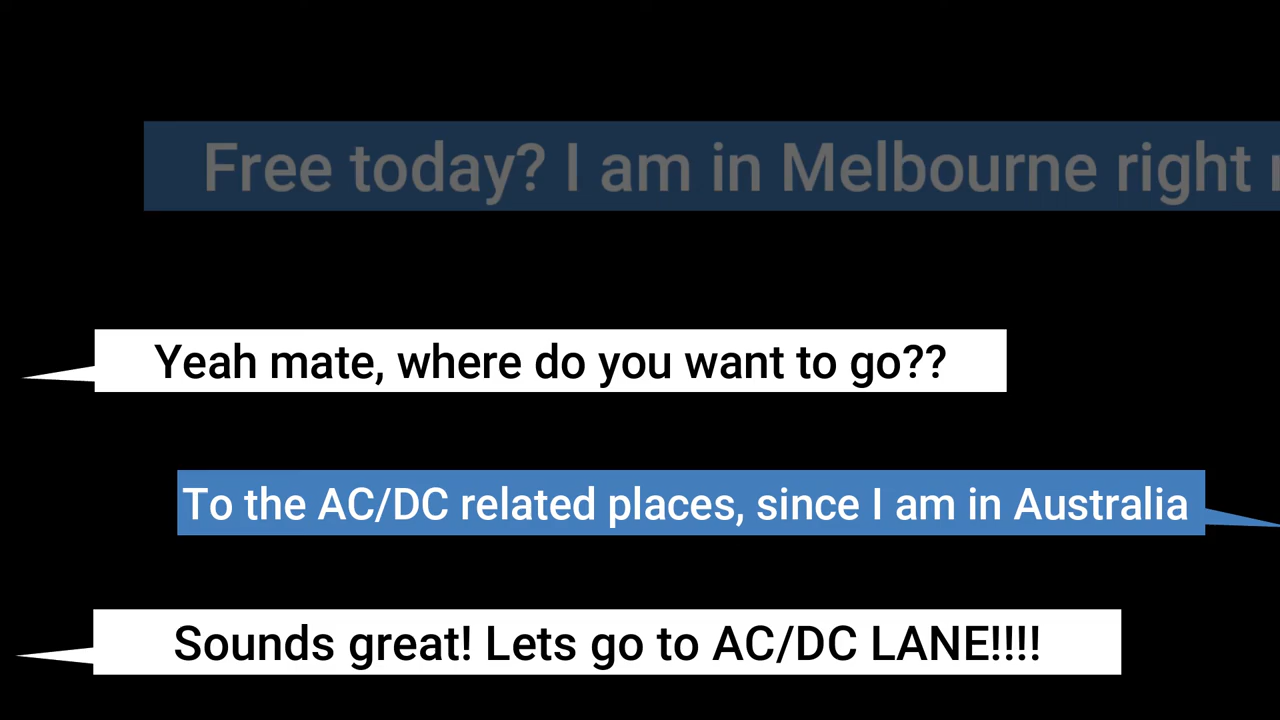 Free today? I am in Melbourne right
Yeah mate, where do you want to go??
To the AC/DC related places, since I am in Australia
Sounds great! Lets go to AC/DC LANE!!!!